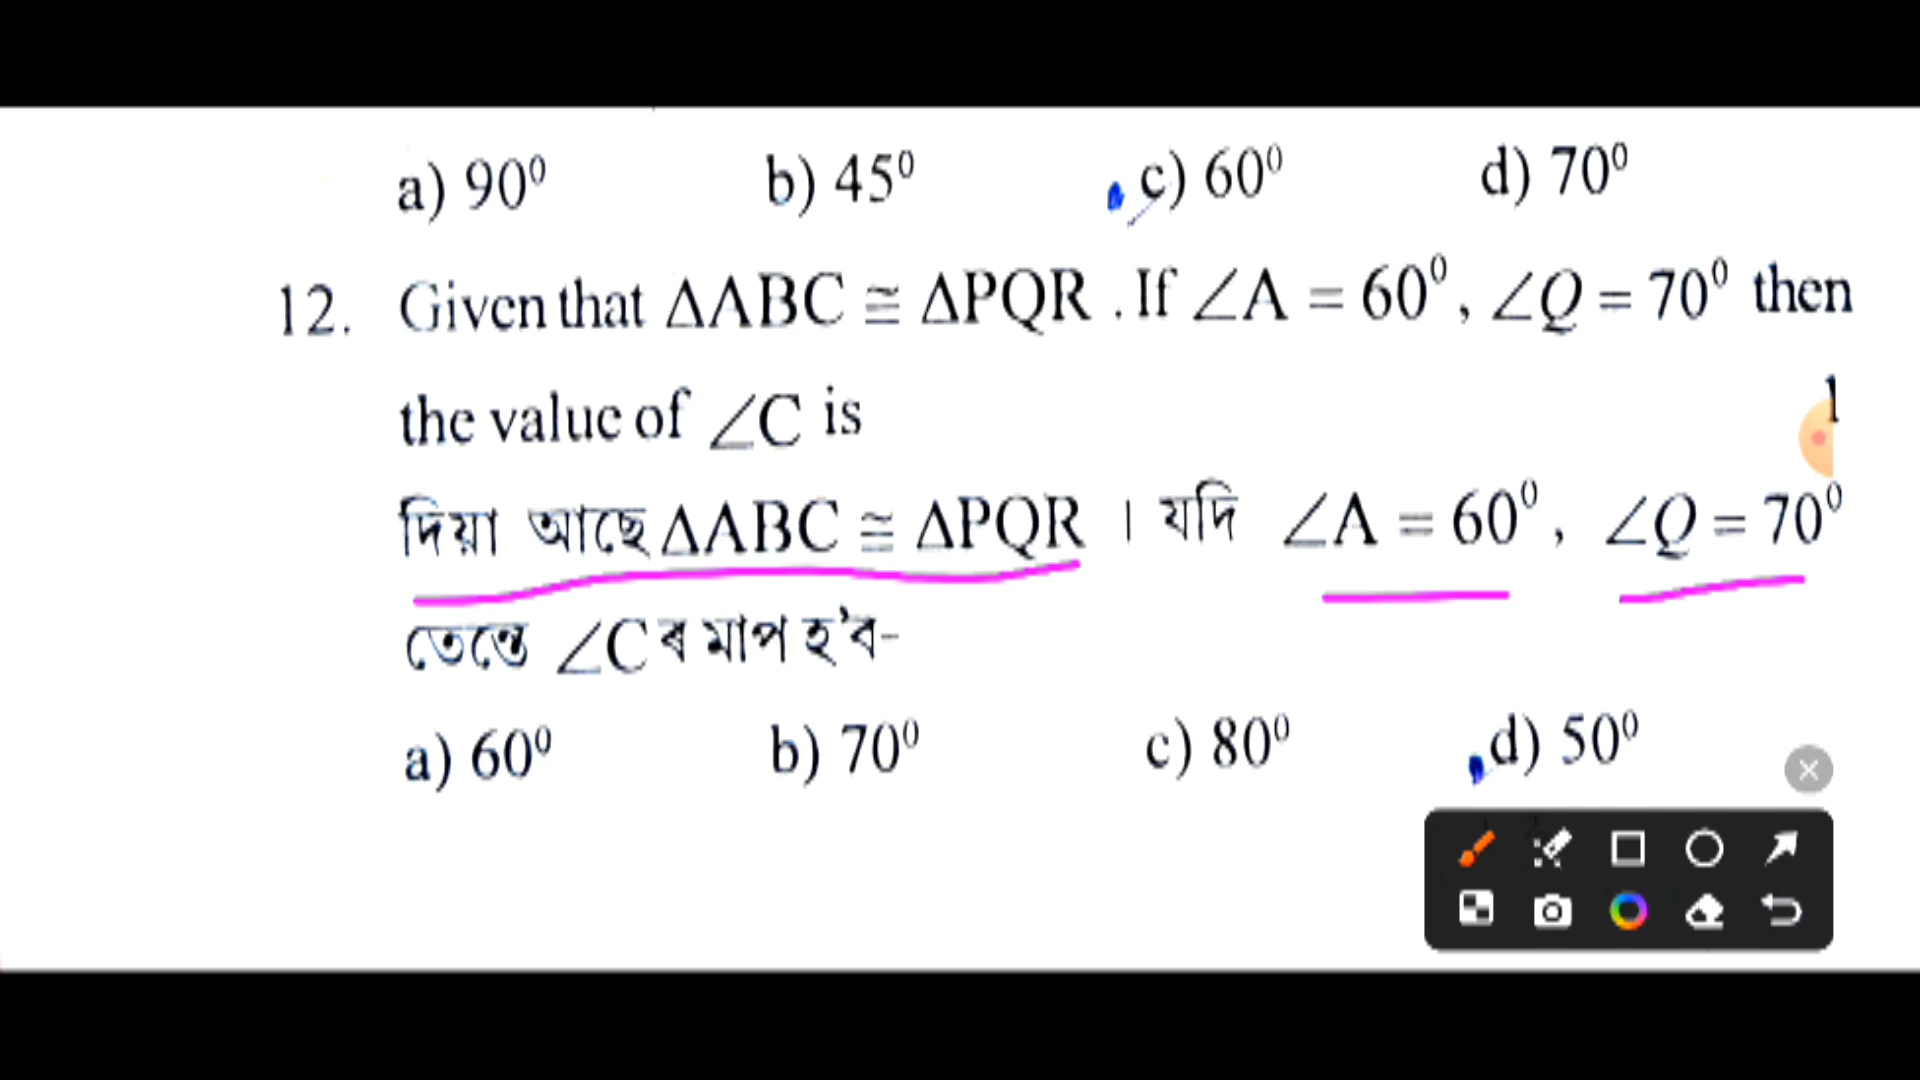 a) 90⁰ b) 45⁰ c) 60⁰ d) 70⁰
12. Given that ΔABC ≅ ΔPQR . If ∠A = 60⁰ , ∠Q = 70⁰ then
the value of ∠C is 1
দিয়া আছে ΔABC ≅ ΔPQR । যদি ∠A = 60⁰ , ∠Q = 70⁰
তেন্তে ∠C ৰ মাপ হ'ব-
a) 60⁰ b) 70⁰ c) 80⁰ d) 50⁰